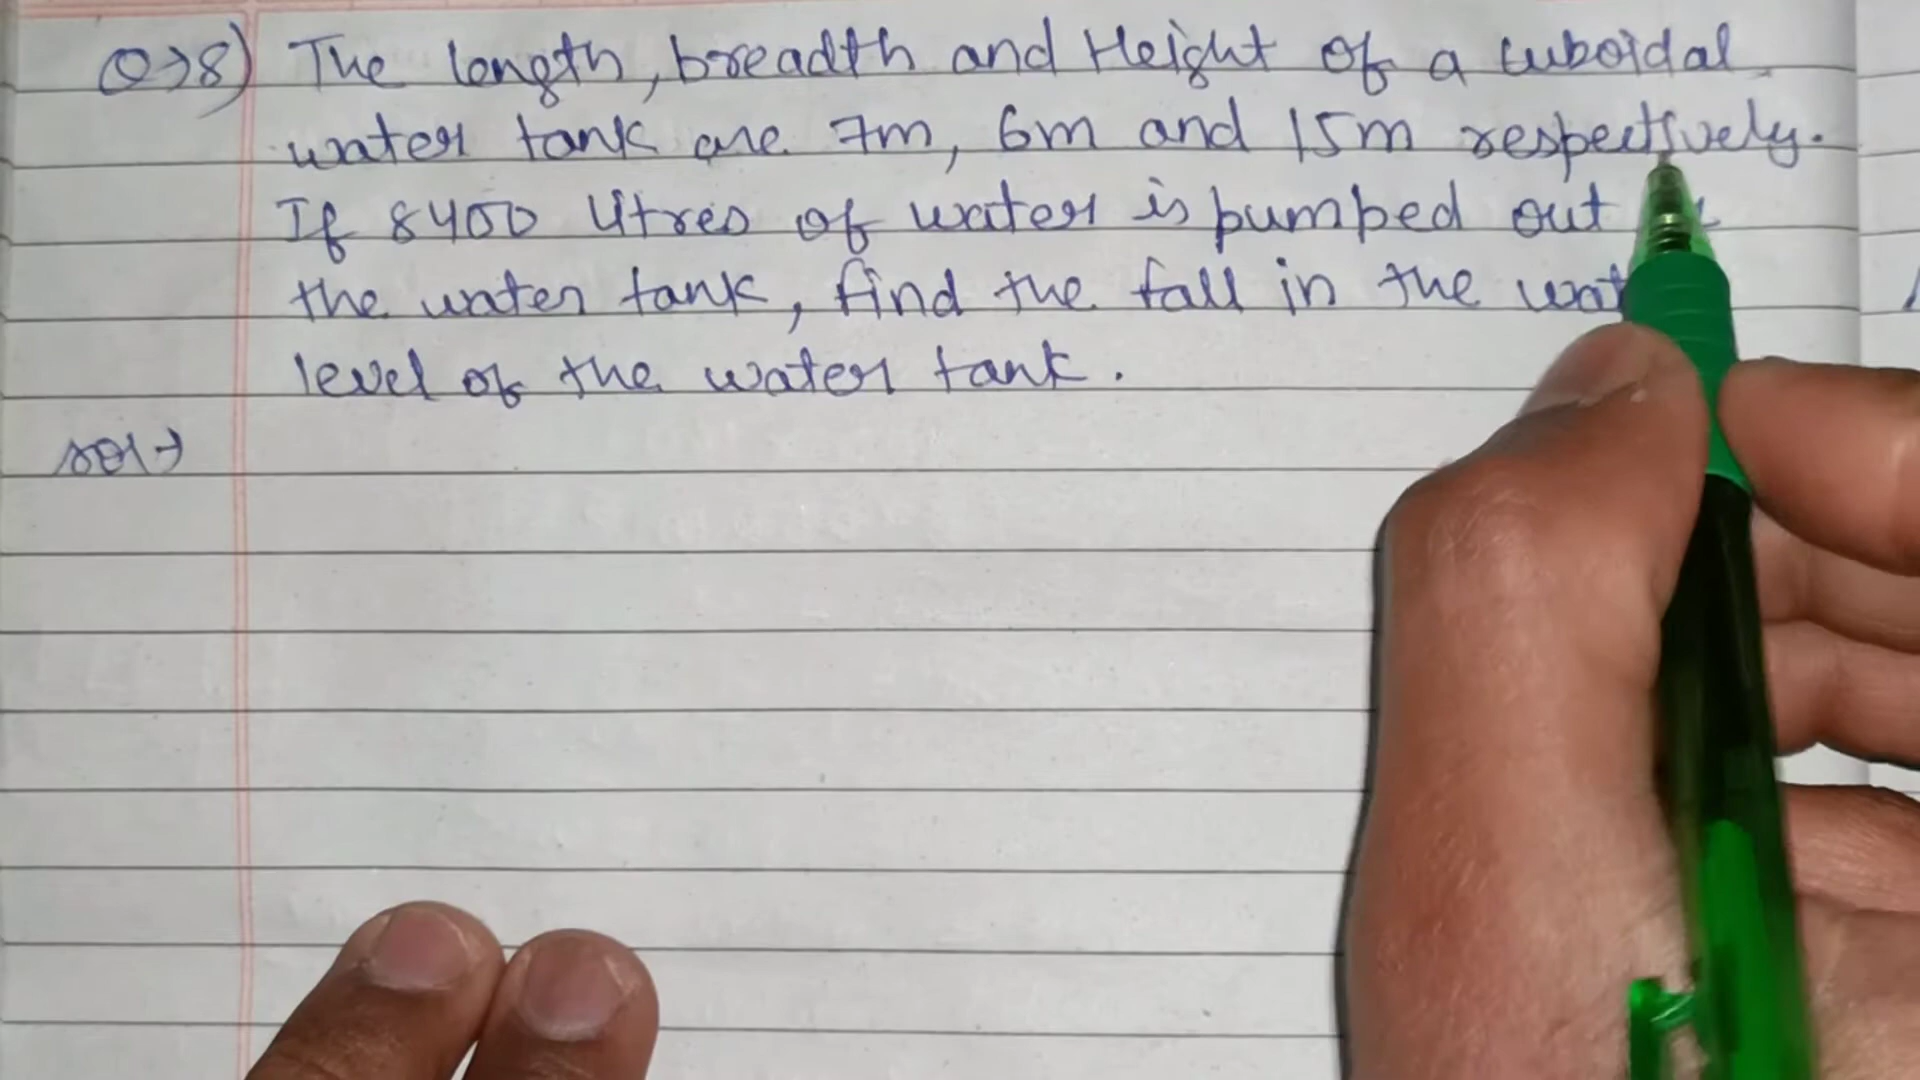 Q→8) The length, breadth and Height of a cuboidal
water tank are 7m, 6m and 15m respectively.
If 8400 litres of water is pumped out
the water tank, find the fall in the wat
level of the water tank.
sol→